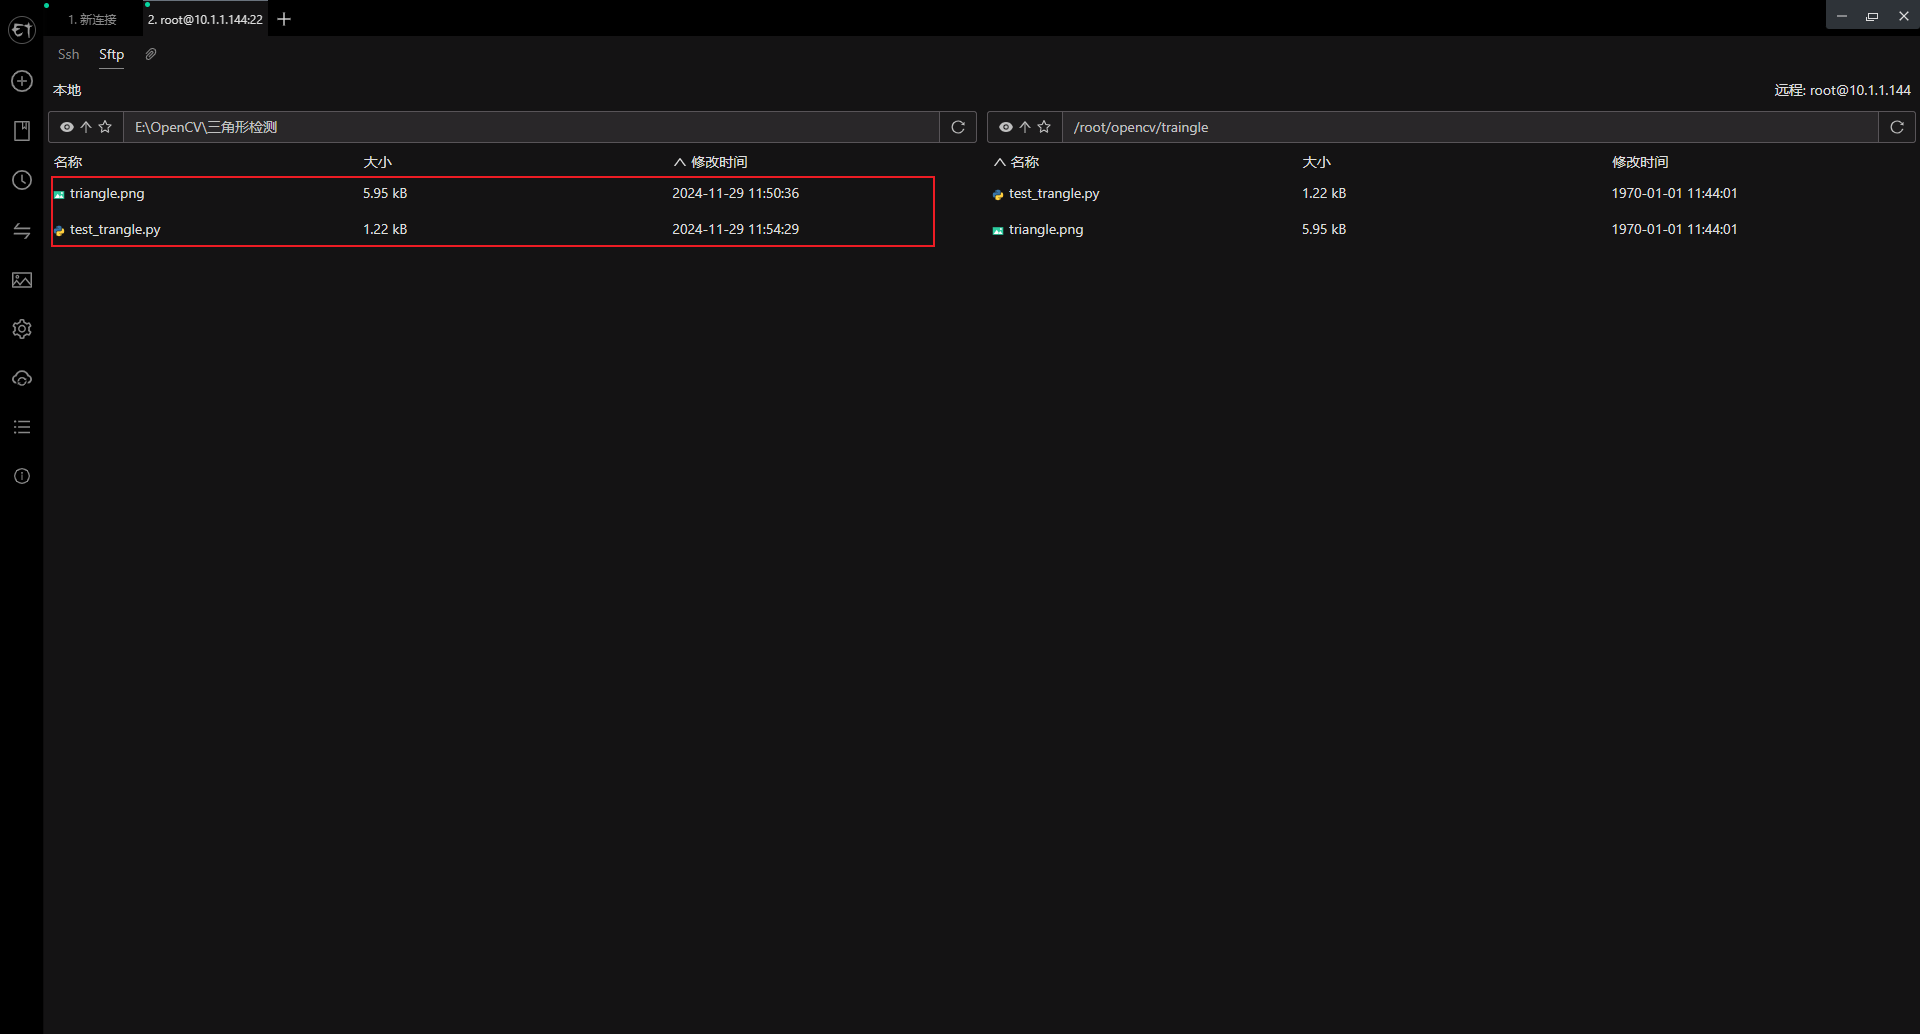 1. 新连接
2. root@10.1.1.144:22
Ssh Sftp
本地
远程: root@10.1.1.144
E:\OpenCV\三角形检测
/root/opencv/traingle
名称 大小 修改时间
名称 大小 修改时间
triangle.png 5.95 kB 2024-11-29 11:50:36
test_trangle.py 1.22 kB 1970-01-01 11:44:01
test_trangle.py 1.22 kB 2024-11-29 11:54:29
triangle.png 5.95 kB 1970-01-01 11:44:01